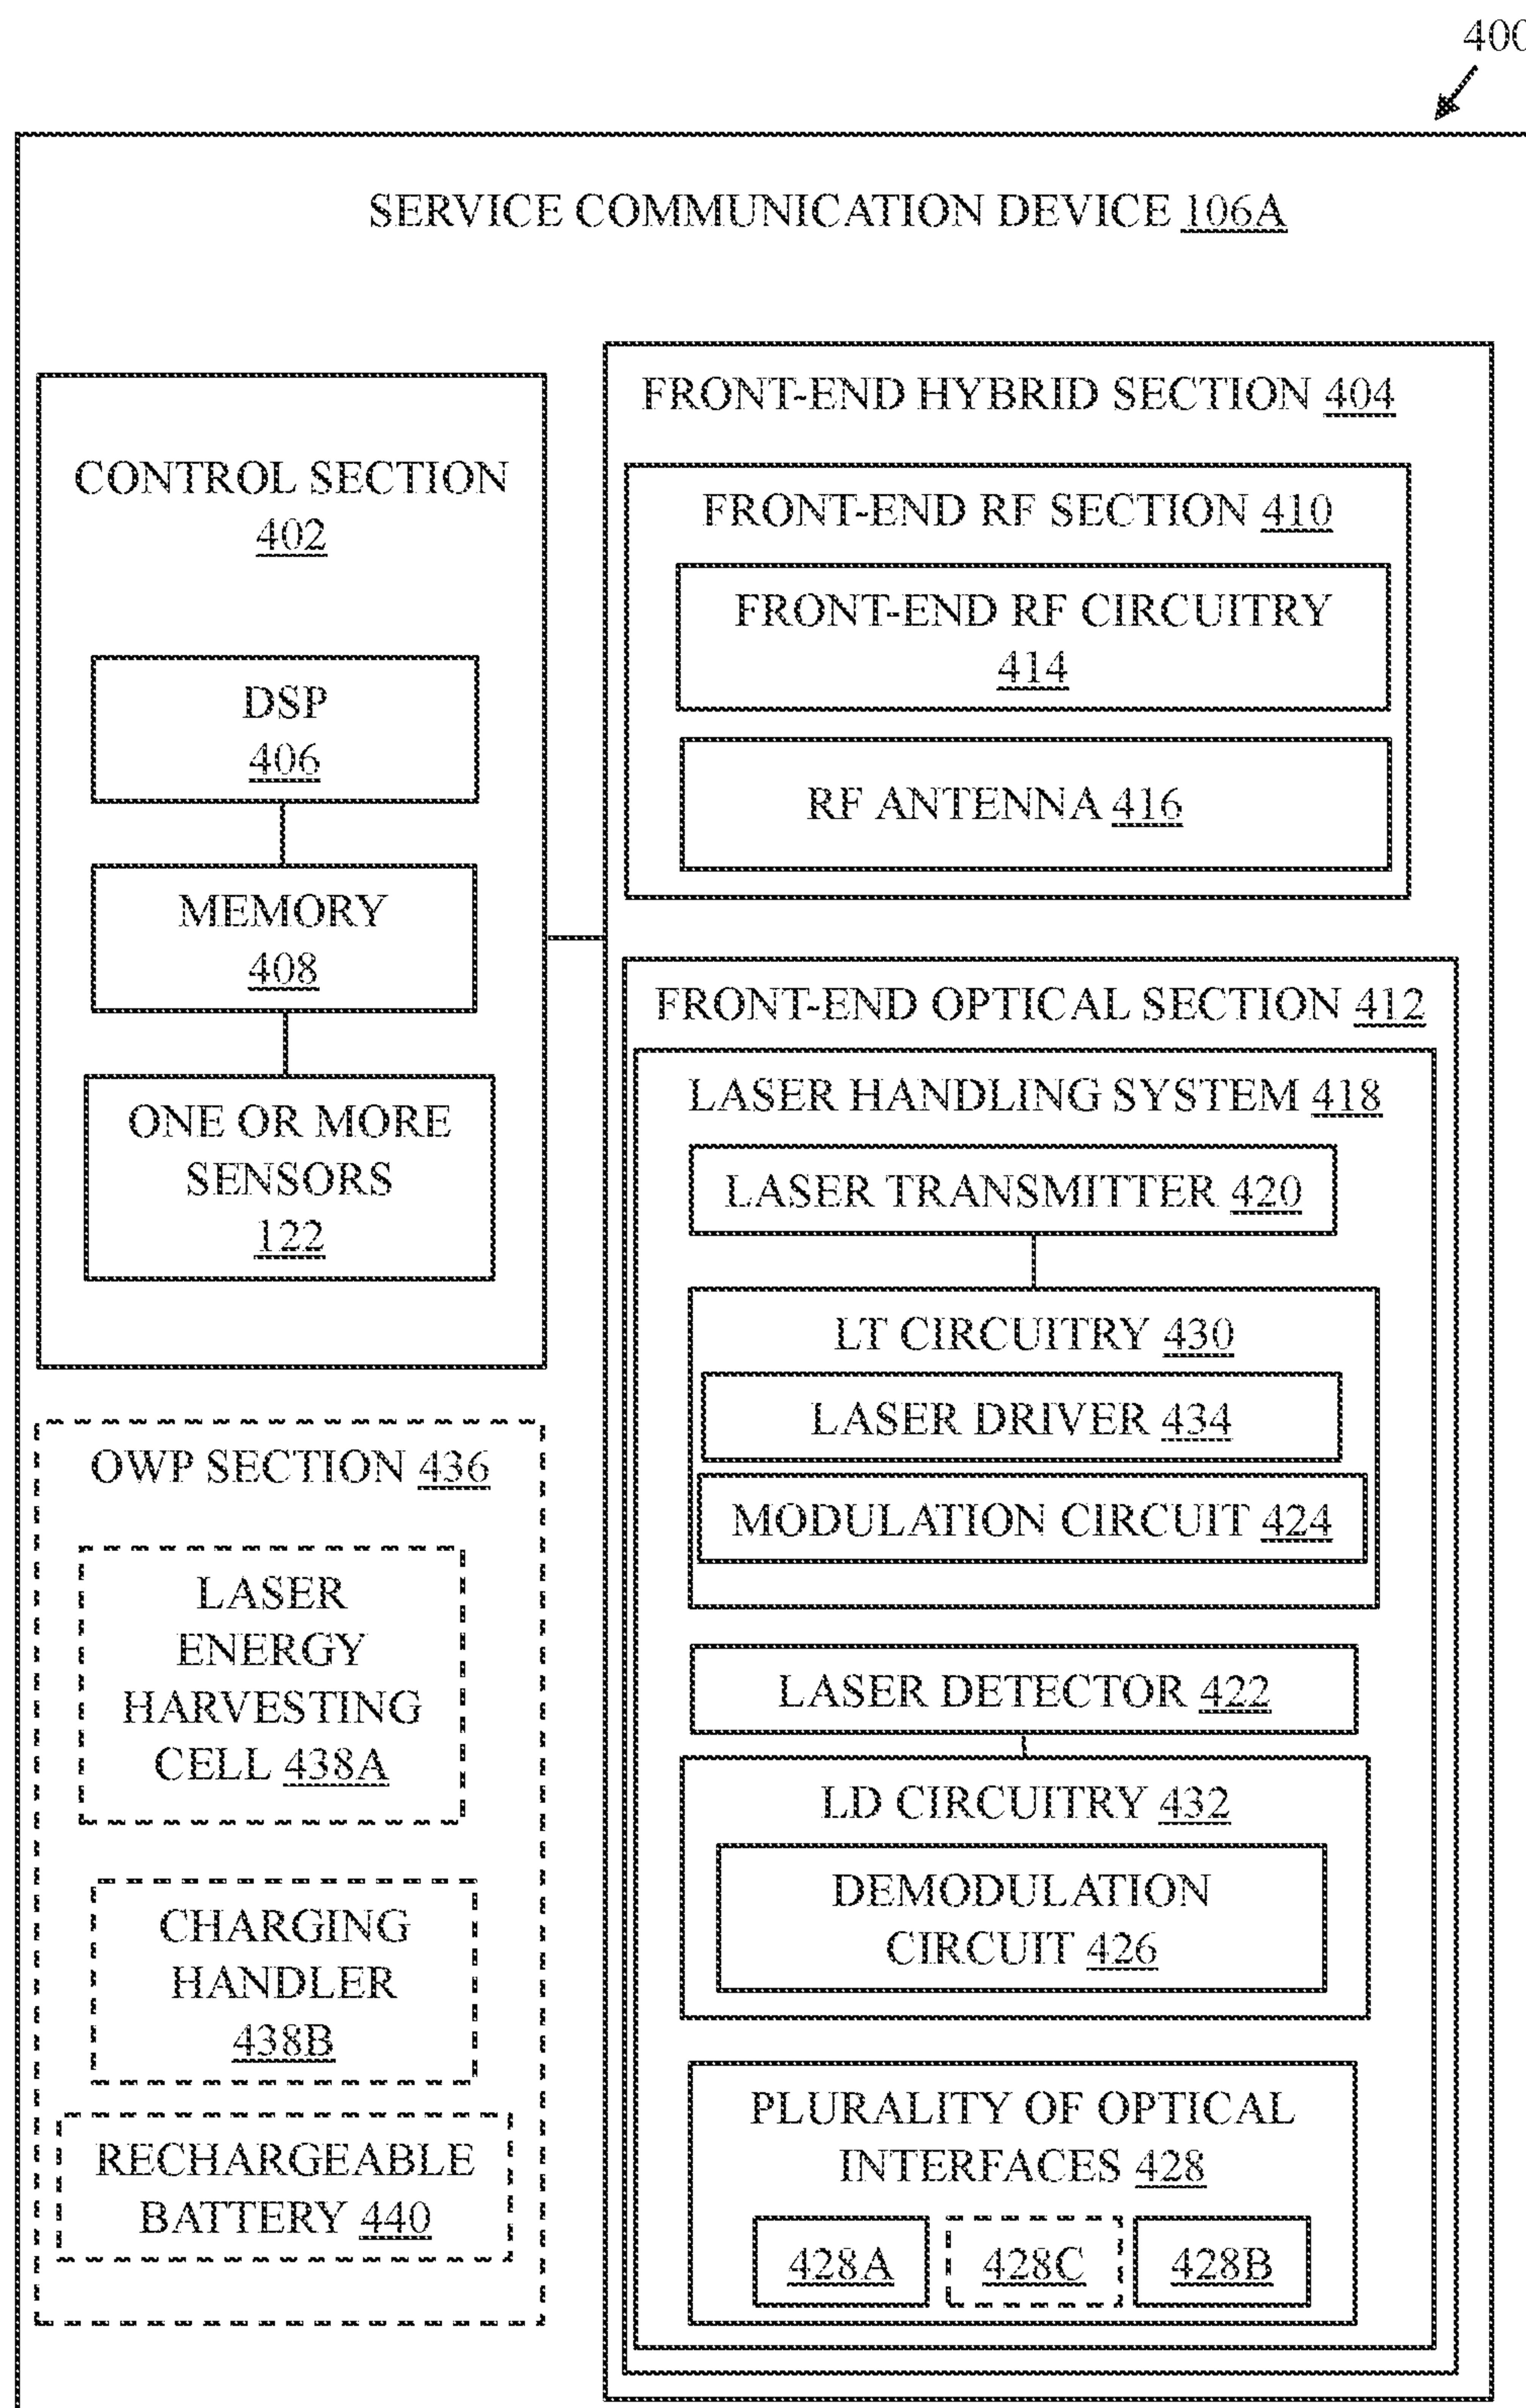 400
SERVICE COMMUNICATION DEVICE 106A
CONTROL SECTION
402
DSP
406
MEMORY
408
ONE OR MORE
SENSORS
122
OWP SECTION 436
LASER
ENERGY
HARVESTING
CELL 438A
CHARGING
HANDLER
438B
RECHARGEABLE
BATTERY 440
FRONT-END HYBRID SECTION 404
FRONT-END RF SECTION 410
FRONT-END RF CIRCUITRY
414
RF ANTENNA 416
FRONT-END OPTICAL SECTION 412
LASER HANDLING SYSTEM 418
LASER TRANSMITTER 420
LT CIRCUITRY 430
LASER DRIVER 434
MODULATION CIRCUIT 424
LASER DETECTOR 422
LD CIRCUITRY 432
DEMODULATION
CIRCUIT 426
PLURALITY OF OPTICAL
INTERFACES 428
428A 428C 428B